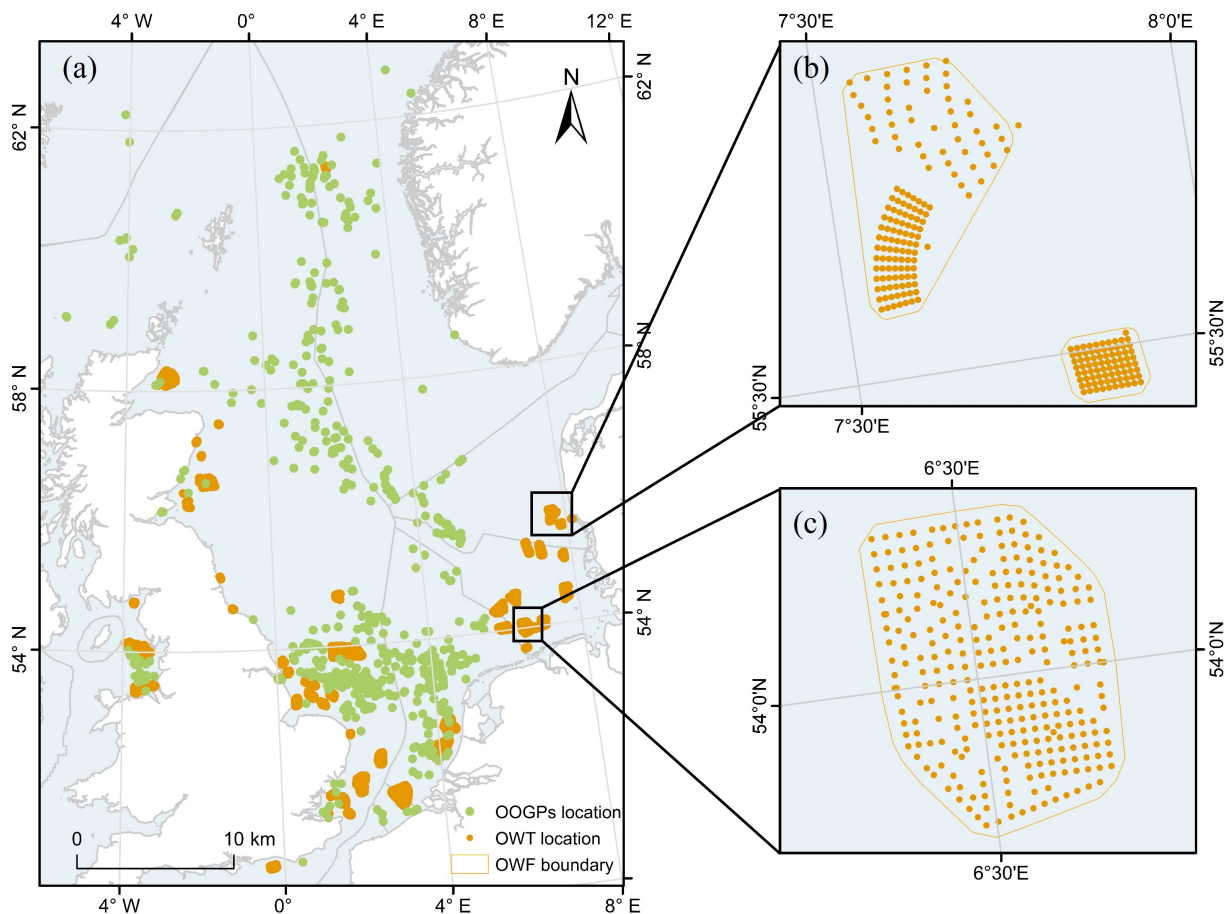 4° W 0° 4° E 8° E 12° E
7°30'E 8°0'E
(a)
N
(b)
62° N
62° N
58° N
58° N
55°30'N
55°30'N
7°30'E
6°30'E
(c)
54° N
54° N
54°0'N
54°0'N
OOGPs location
OWT location
OWF boundary
0 10 km
6°30'E
4° W 0° 4° E 8° E